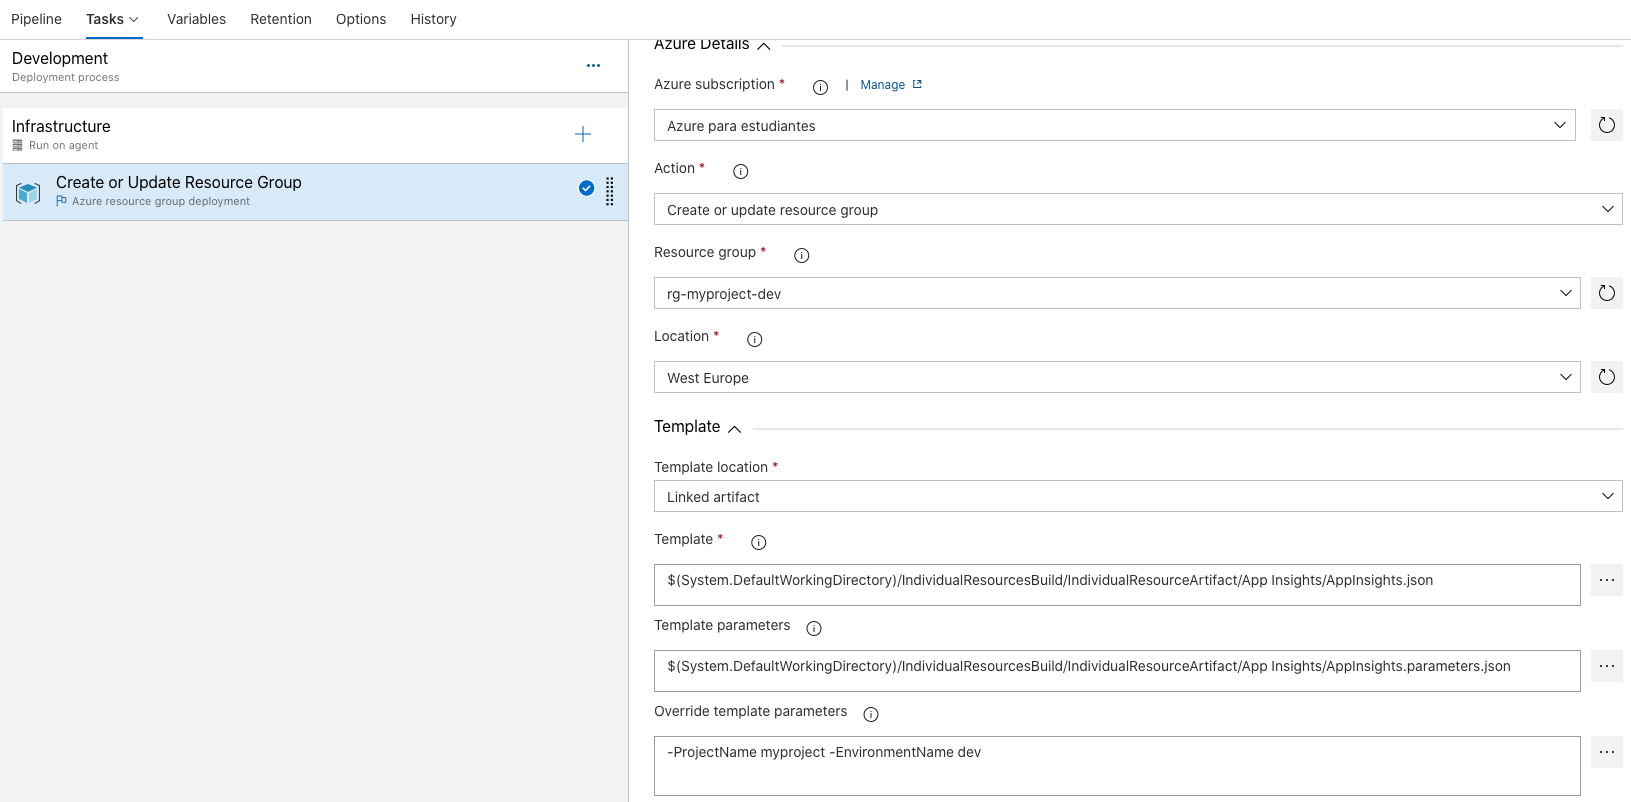 Pipeline Tasks Variables Retention Options History
Development
Deployment process
Infrastructure
Run on agent
Create or Update Resource Group
Azure resource group deployment
Azure Details
Azure subscription * | Manage
Azure para estudiantes
Action *
Create or update resource group
Resource group *
rg-myproject-dev
Location *
West Europe
Template
Template location *
Linked artifact
Template *
$(System.DefaultWorkingDirectory)/IndividualResourcesBuild/IndividualResourceArtifact/App Insights/AppInsights.json
Template parameters
$(System.DefaultWorkingDirectory)/IndividualResourcesBuild/IndividualResourceArtifact/App Insights/AppInsights.parameters.json
Override template parameters
-ProjectName myproject -EnvironmentName dev